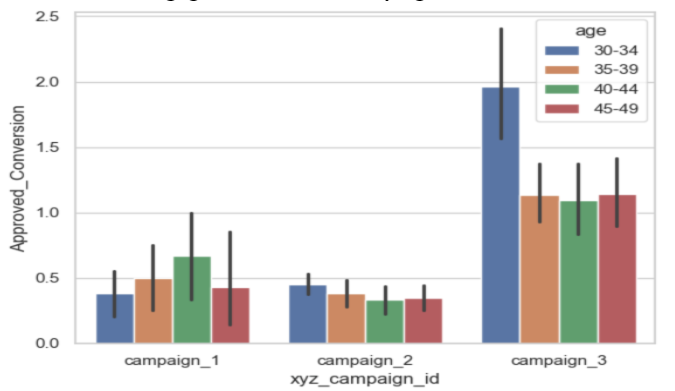 2.5
2.0
1.5
1.0
0.5
0.0
Approved_Conversion
age
30-34
35-39
40-44
45-49
campaign_1
campaign_2
campaign_3
xyz_campaign_id